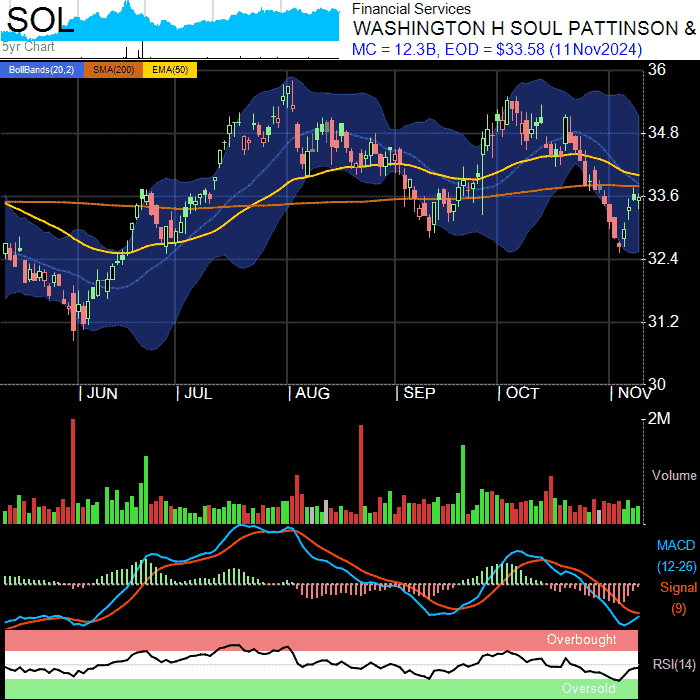 SOL
5yr Chart
Financial Services
WASHINGTON H SOUL PATTINSON &
MC = 12.3B, EOD = $33.58 (11Nov2024)
BollBands(20,2) SMA(200) EMA(50)
36
34.8
33.6
32.4
31.2
30
| JUN | JUL | AUG | SEP | OCT | NOV
2M
Volume
MACD
(12-26)
Signal
(9)
Overbought
RSI(14)
Oversold